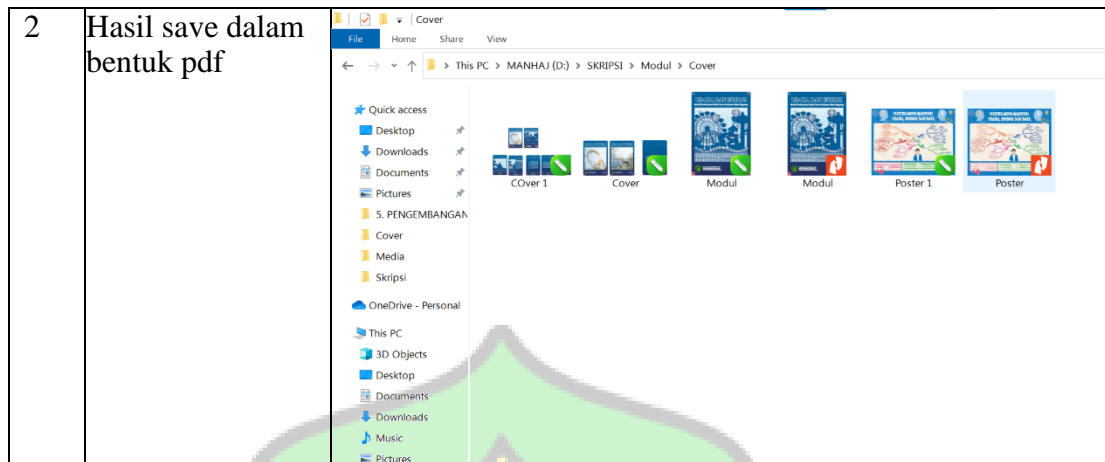 2
Hasil save dalam
bentuk pdf
Cover
File Home Share View
This PC > MANHAJ (D:) > SKRIPSI > Modul > Cover
Quick access
Desktop
Downloads
Documents
Pictures
5. PENGEMBANGAN
Cover
Media
Skripsi
OneDrive - Personal
This PC
3D Objects
Desktop
Documents
Downloads
Music
Pictures
COver 1
Cover
Modul
Modul
Poster 1
Poster